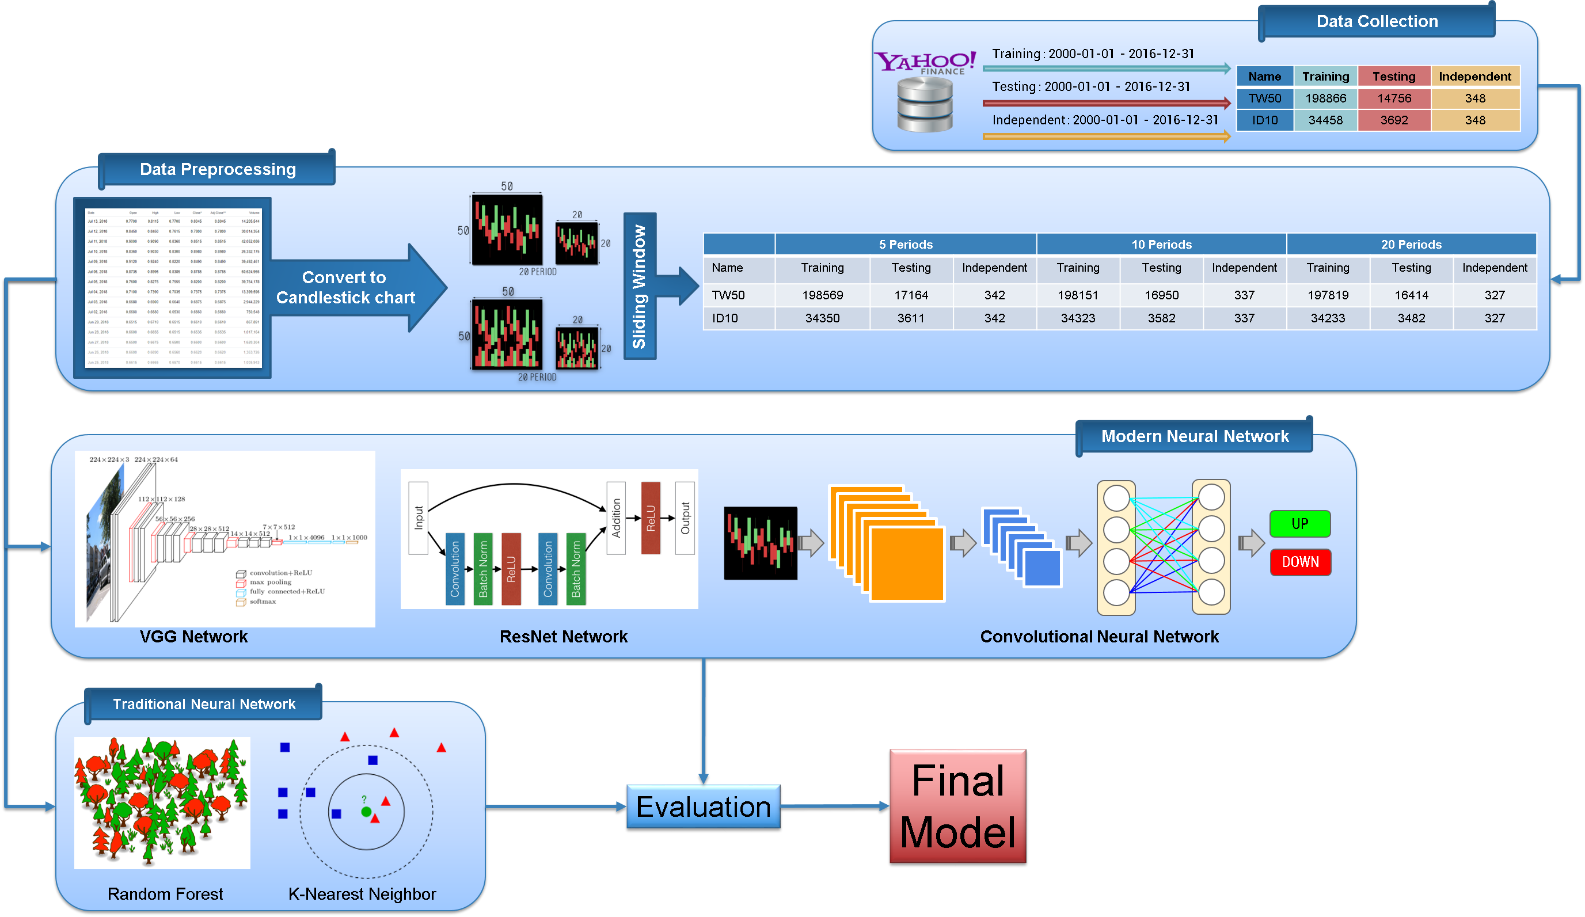 Data Collection
YAHOO!
FINANCE
Training : 2000-01-01 - 2016-12-31
Testing : 2000-01-01 - 2016-12-31
Independent : 2000-01-01 - 2016-12-31
Name Training Testing Independent
TW50 198866 14756 348
ID10 34458 3692 348
Data Preprocessing
Convert to
Candlestick chart
50
50
20
20
20 PERIOD
50
50
20
20
20 PERIOD
Sliding Window
5 Periods 10 Periods 20 Periods
Name Training Testing Independent Training Testing Independent Training Testing Independent
TW50 198569 17164 342 198151 16950 337 197819 16414 327
ID10 34350 3611 342 34323 3582 337 34233 3482 327
Modern Neural Network
224×224×3 224×224×64
112×112×128
56×56×256
28×28×512
14×14×512
7×7×512
1×1×4096 1×1×1000
convolution+ReLU
max pooling
fully connected+ReLU
softmax
VGG Network
Input
Convolution
Batch Norm
ReLU
Convolution
Batch Norm
Addition
ReLU
Output
ResNet Network
UP
DOWN
Convolutional Neural Network
Traditional Neural Network
?
Random Forest
K-Nearest Neighbor
Evaluation
Final
Model